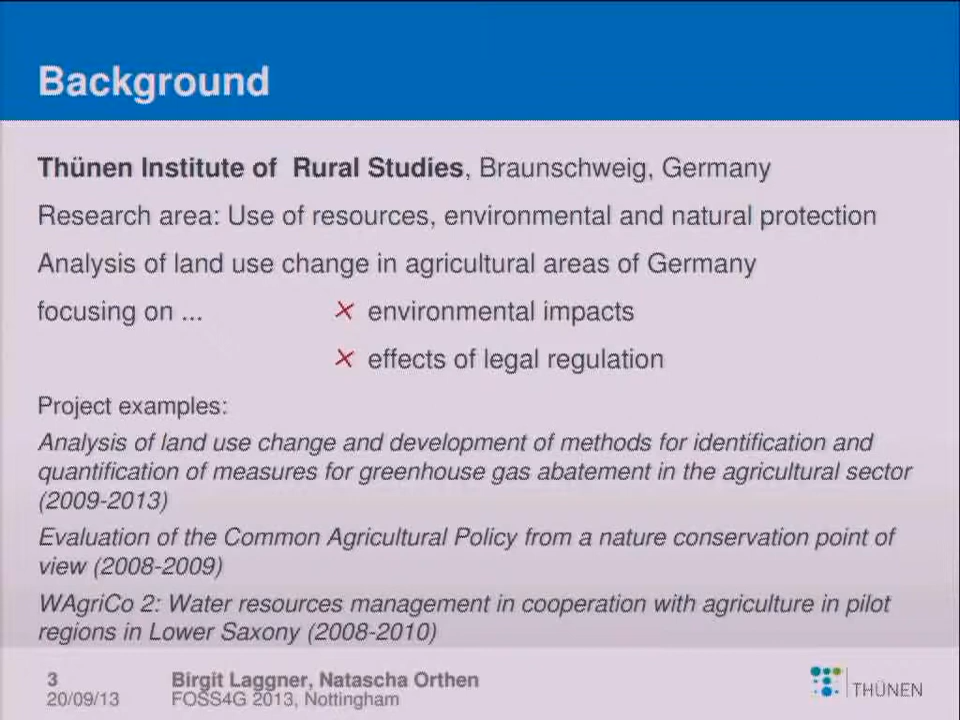 Background
Thünen Institute of Rural Studies, Braunschweig, Germany
Research area: Use of resources, environmental and natural protection
Analysis of land use change in agricultural areas of Germany
focusing on ... × environmental impacts
× effects of legal regulation
Project examples:
Analysis of land use change and development of methods for identification and
quantification of measures for greenhouse gas abatement in the agricultural sector
(2009-2013)
Evaluation of the Common Agricultural Policy from a nature conservation point of
view (2008-2009)
WAgriCo 2: Water resources management in cooperation with agriculture in pilot
regions in Lower Saxony (2008-2010)
3 Birgit Laggner, Natascha Orthen
20/09/13 FOSS4G 2013, Nottingham
THÜNEN